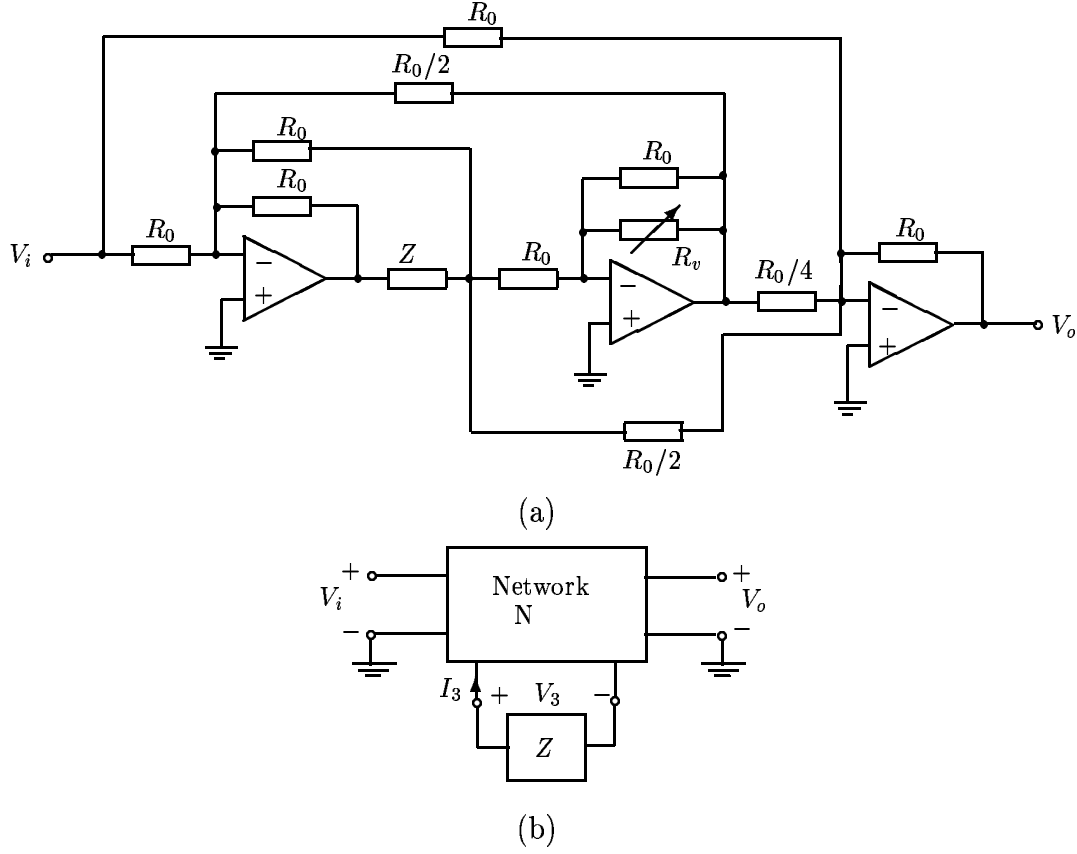 R₀
R₀/2
R₀
R₀
R₀
R₀
Vᵢ
−
+
Z
R₀
Rᵥ
−
+
R₀/4
R₀
−
+
Vₒ
R₀/2
(a)
+
Vᵢ
−
Network
N
+
Vₒ
-
I₃
+
V₃
−
Z
(b)